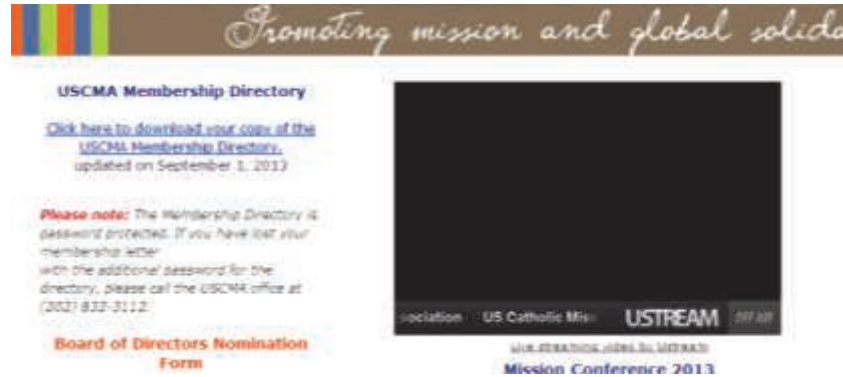 Promoting mission and global solida
USCMA Membership Directory
Click here to download your copy of the
USCMA Membership Directory.
updated on September 1, 2013
Please note: The Membership Directory is
password protected. If you have lost your
membership letter
with the additional password for the
directory, please call the USCMA office at
(202) 832-3112.
Board of Directors Nomination
Form
sociation US Catholic Mis USTREAM OFF AIR
Live streaming video by Ustream
Mission Conference 2013